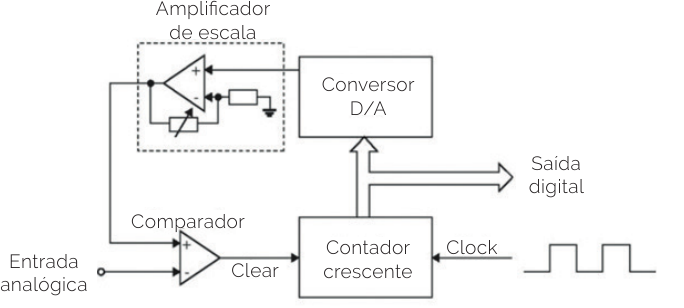 Amplificador
de escala
+
-
Conversor
D/A
Saída
digital
Comparador
+
-
Entrada
analógica
Clear
Contador
crescente
Clock